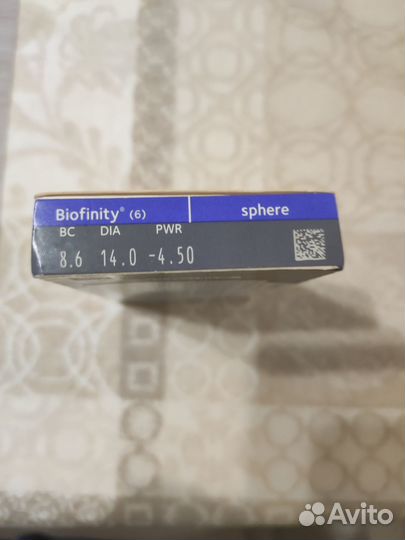 Biofinity® (6) sphere
BC DIA PWR
8.6 14.0 -4.50
Avito